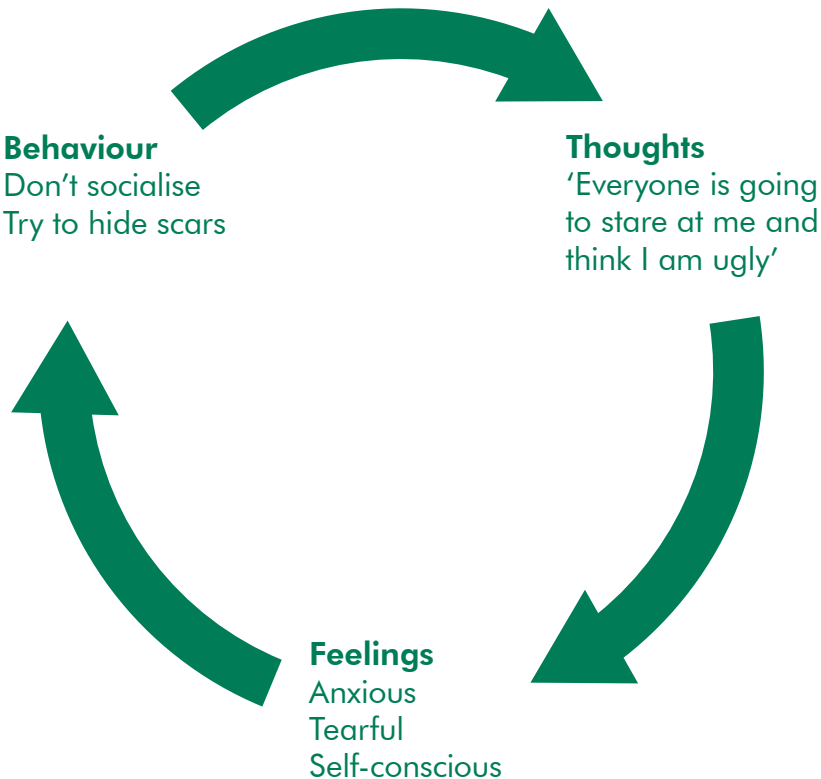 Behaviour
Don’t socialise
Try to hide scars
Thoughts
‘Everyone is going
to stare at me and
think I am ugly’
Feelings
Anxious
Tearful
Self-conscious